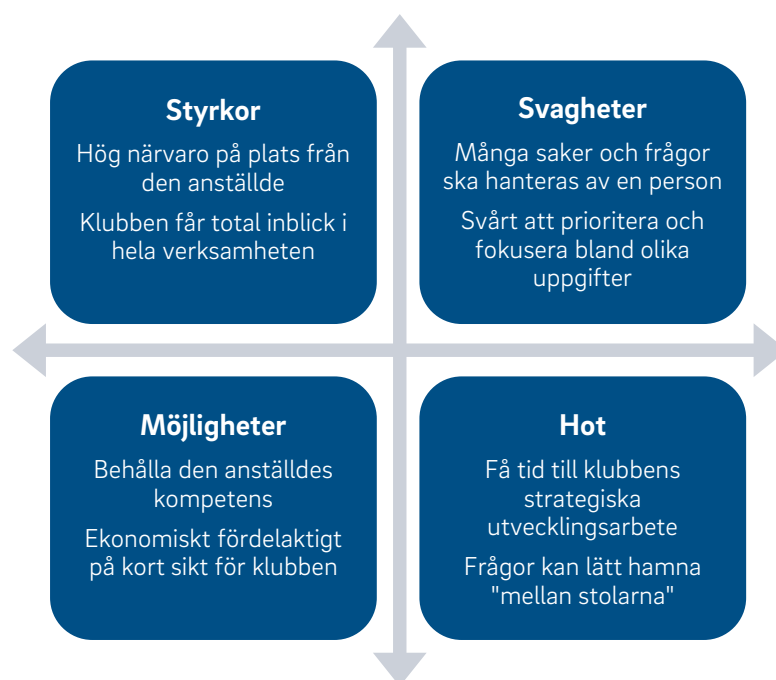 Styrkor
Hög närvaro på plats från
den anställde
Klubben får total inblick i
hela verksamheten
Svagheter
Många saker och frågor
ska hanteras av en person
Svårt att prioritera och
fokusera bland olika
uppgifter
Möjligheter
Behålla den anställdes
kompetens
Ekonomiskt fördelaktigt
på kort sikt för klubben
Hot
Få tid till klubbens
strategiska
utvecklingsarbete
Frågor kan lätt hamna
"mellan stolarna"